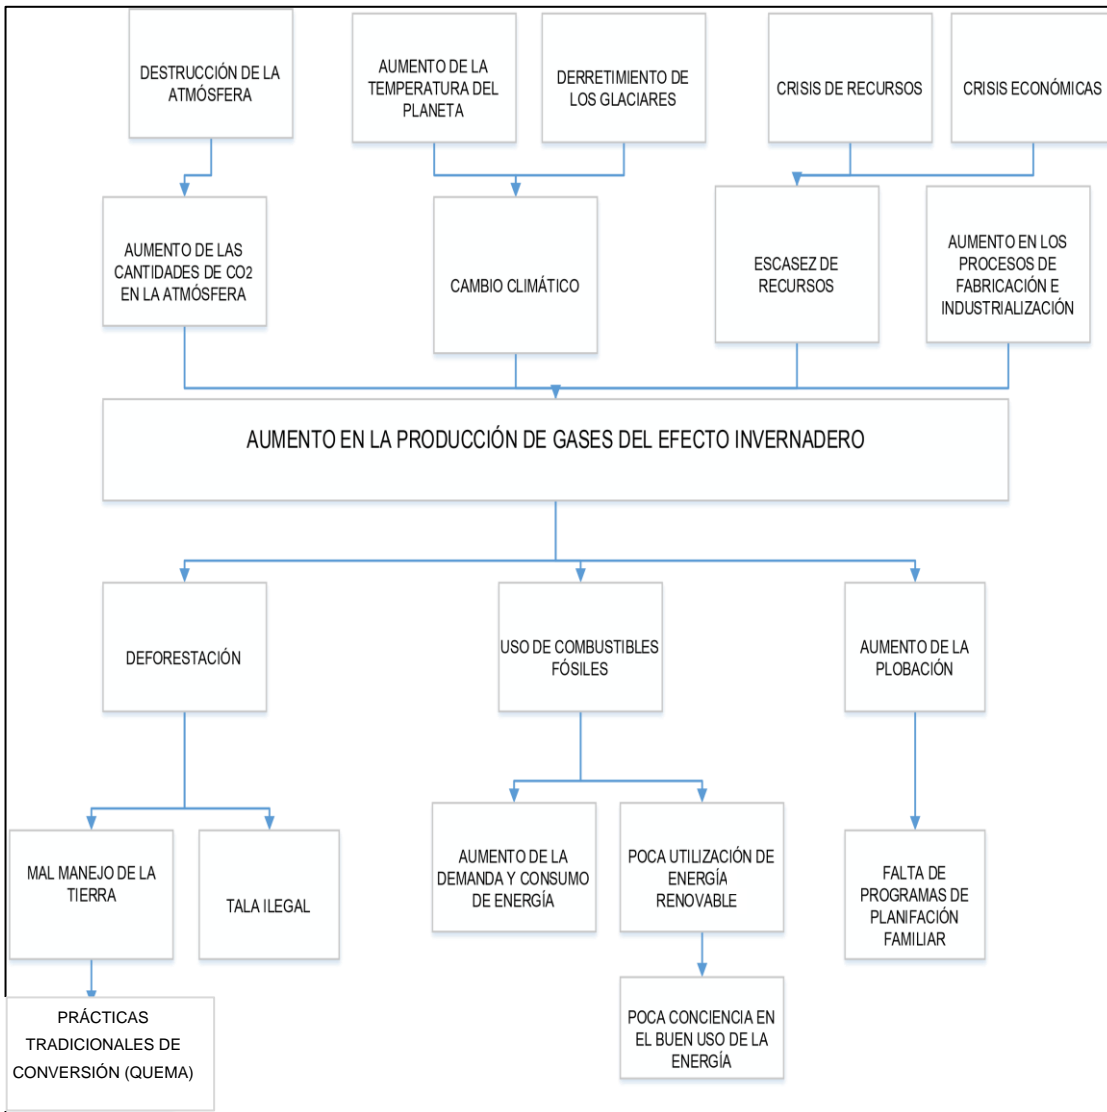 DESTRUCCIÓN DE LA
ATMÓSFERA
AUMENTO DE LA
TEMPERATURA DEL
PLANETA
DERRETIMIENTO DE
LOS GLACIARES
CRISIS DE RECURSOS
CRISIS ECONÓMICAS
AUMENTO DE LAS
CANTIDADES DE CO2
EN LA ATMÓSFERA
CAMBIO CLIMÁTICO
ESCASEZ DE
RECURSOS
AUMENTO EN LOS
PROCESOS DE
FABRICACIÓN E
INDUSTRIALIZACIÓN
AUMENTO EN LA PRODUCCIÓN DE GASES DEL EFECTO INVERNADERO
DEFORESTACIÓN
USO DE COMBUSTIBLES
FÓSILES
AUMENTO DE LA
PLOBACIÓN
MAL MANEJO DE LA
TIERRA
TALA ILEGAL
AUMENTO DE LA
DEMANDA Y CONSUMO
DE ENERGÍA
POCA UTILIZACIÓN DE
ENERGÍA
RENOVABLE
FALTA DE
PROGRAMAS DE
PLANIFACIÓN
FAMILIAR
PRÁCTICAS
TRADICIONALES DE
CONVERSIÓN (QUEMA)
POCA CONCIENCIA EN
EL BUEN USO DE LA
ENERGÍA